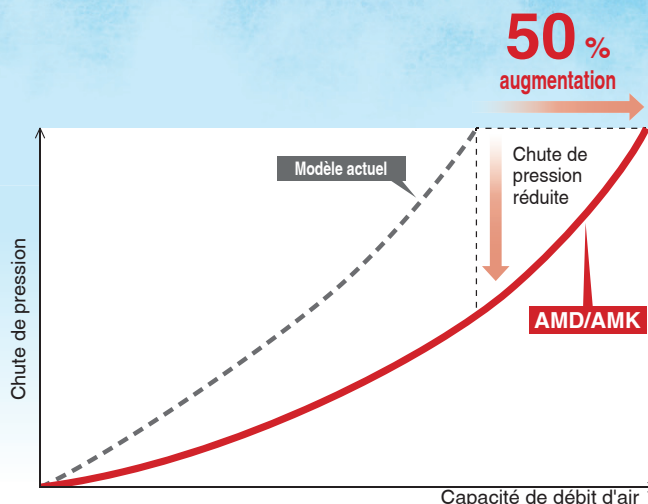 50 %
augmentation
Modèle actuel
Chute de
pression
réduite
AMD/AMK
Chute de pression
Capacité de débit d'air